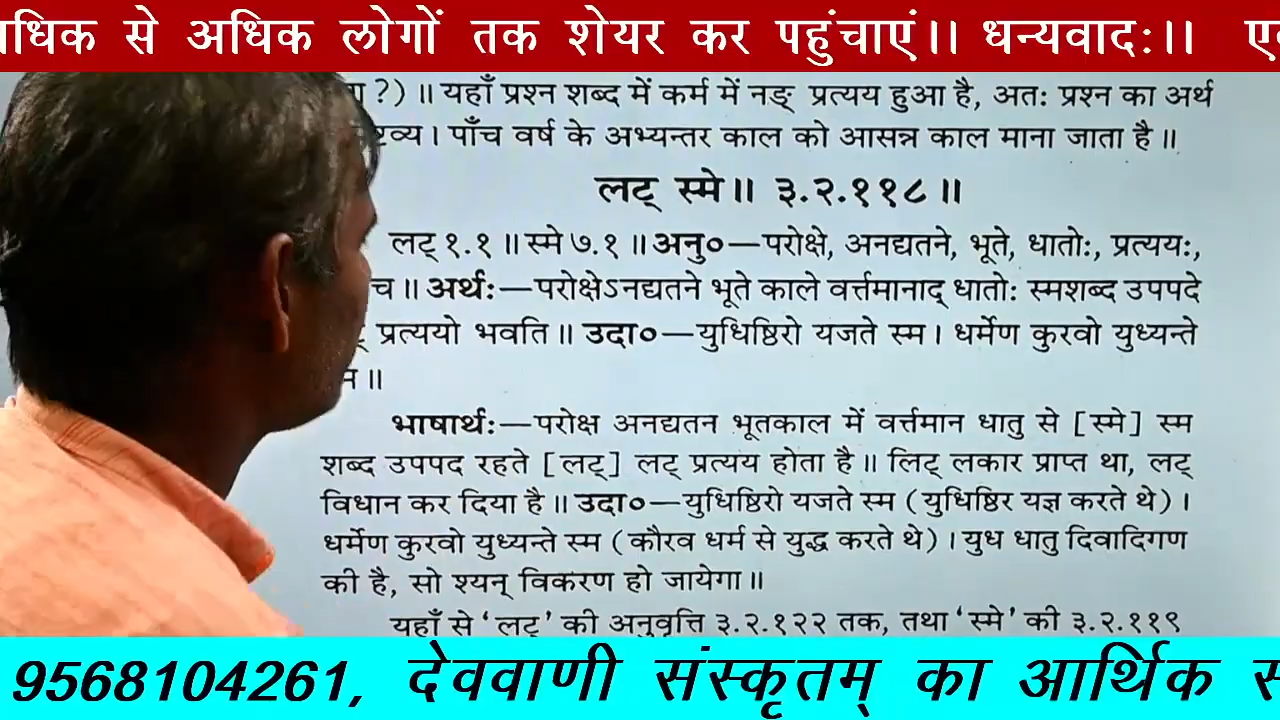 से अधिक लोगों तक शेयर कर पहुंचाएं।। धन्यवादः।।
?) ॥ यहाँ प्रश्न शब्द में कर्म में नङ् प्रत्यय हुआ है, अतः प्रश्न का अर्थ
पाँच वर्ष के अभ्यन्तर काल को आसन्न काल माना जाता है ॥
लट् स्मे॥ ३.२.११८॥
लट् १.१ ॥ स्मे ७.१ ॥ अनु०—परोक्षे, अनद्यतने, भूते, धातोः, प्रत्ययः,
च ॥ अर्थः—परोक्षेऽनद्यतने भूते काले वर्त्तमानाद् धातोः स्मशब्द उपपदे
प्रत्ययो भवति ॥ उदा०—युधिष्ठिरो यजते स्म। धर्मेण कुरवो युध्यन्ते
॥
भाषार्थः—परोक्ष अनद्यतन भूतकाल में वर्त्तमान धातु से [स्मे] स्म
शब्द उपपद रहते [लट्] लट् प्रत्यय होता है ॥ लिट् लकार प्राप्त था, लट्
विधान कर दिया है ॥ उदा०—युधिष्ठिरो यजते स्म (युधिष्ठिर यज्ञ करते थे) ।
धर्मेण कुरवो युध्यन्ते स्म (कौरव धर्म से युद्ध करते थे)। युध धातु दिवादिगण
की है, सो श्यन् विकरण हो जायेगा ॥
यहाँ से 'लट्' की अनुवृत्ति ३.२.१२२ तक, तथा 'स्मे' की ३.२.११९
9568104261, देववाणी संस्कृतम् का आर्थिक